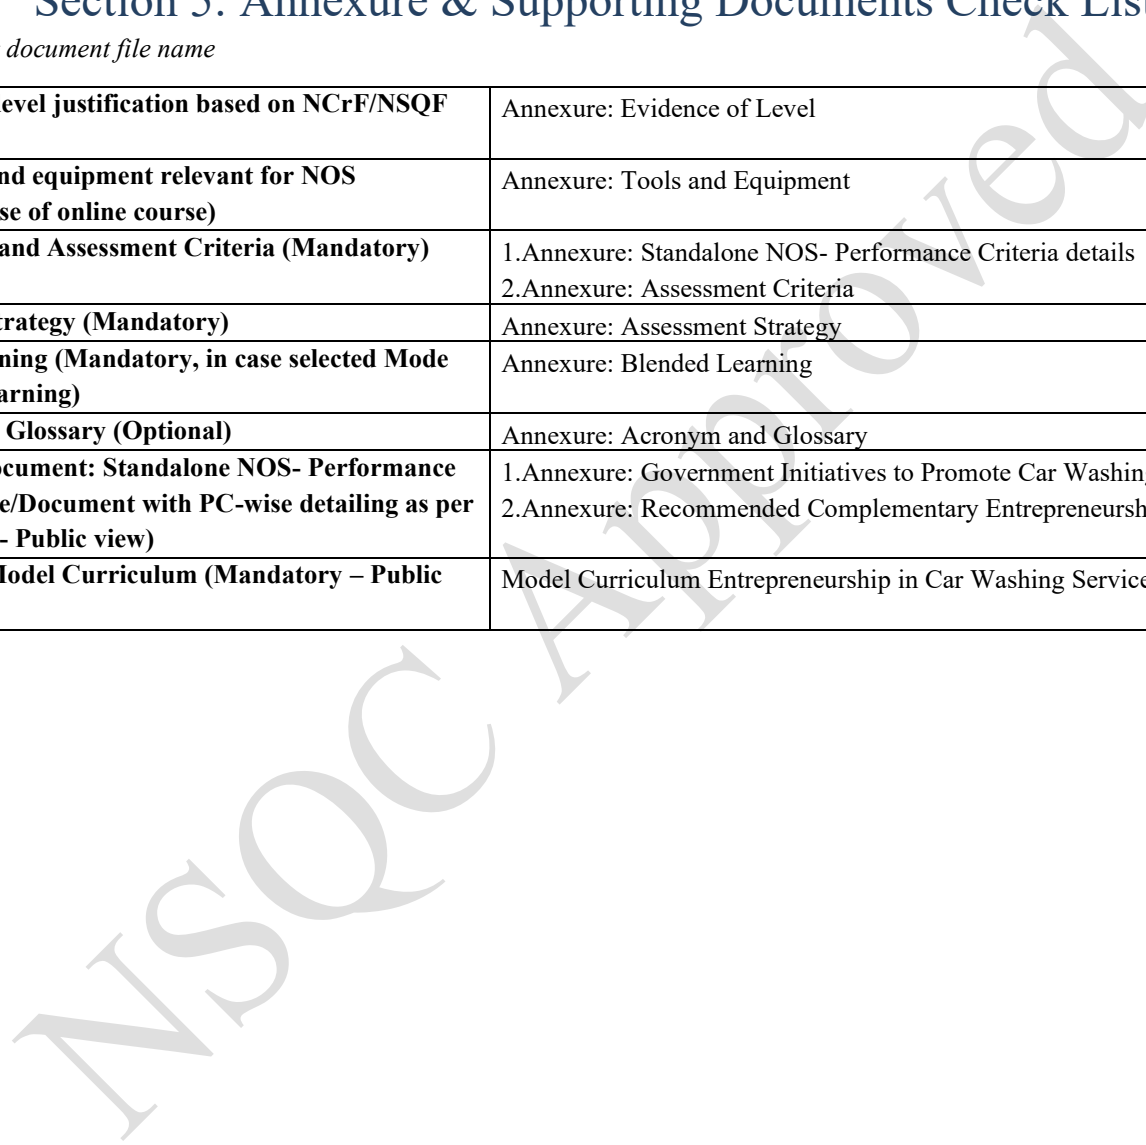 Section 5: Annexure & Supporting Documents Check List
document file name
level justification based on NCrF/NSQF
Annexure: Evidence of Level
nd equipment relevant for NOS
se of online course)
Annexure: Tools and Equipment
and Assessment Criteria (Mandatory)
1.Annexure: Standalone NOS- Performance Criteria details
2.Annexure: Assessment Criteria
trategy (Mandatory)
Annexure: Assessment Strategy
ning (Mandatory, in case selected Mode
arning)
Annexure: Blended Learning
Glossary (Optional)
Annexure: Acronym and Glossary
ocument: Standalone NOS- Performance
e/Document with PC-wise detailing as per
- Public view)
1.Annexure: Government Initiatives to Promote Car Washin
2.Annexure: Recommended Complementary Entrepreneursh
Model Curriculum (Mandatory – Public
Model Curriculum Entrepreneurship in Car Washing Service
NSQC Approved